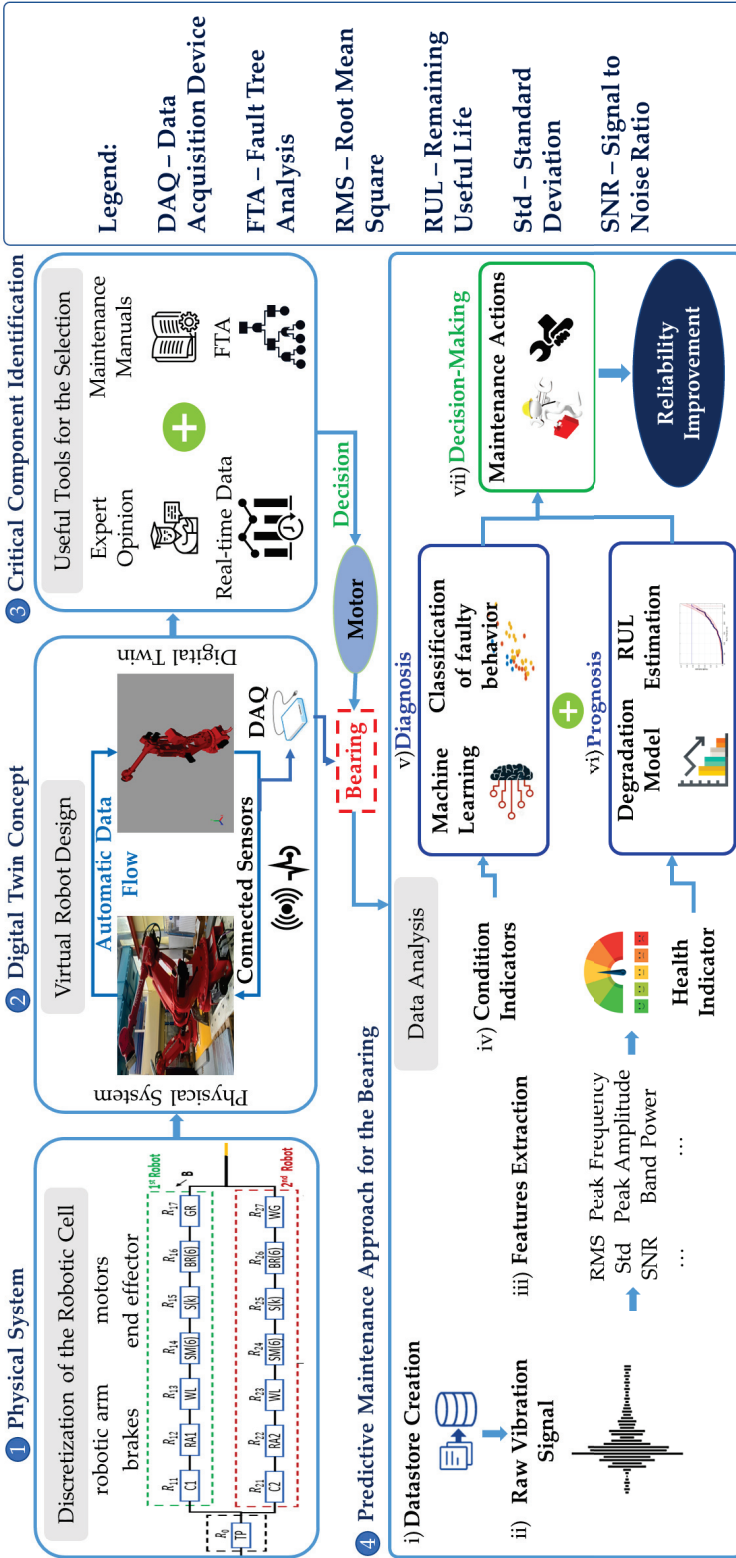 1 Physical System
Discretization of the Robotic Cell
robotic arm
motors
brakes
end effector
1st Robot
B
R11
R12
R13
R14
R15
R16
R17
C1
RA1
WL
SM(6)
S(k)
BR(6)
GR
R0
TP
R21
R22
R23
R24
R25
R26
R27
C2
RA2
WL
SM(6)
S(k)
BR(6)
WG
2nd Robot
2 Digital Twin Concept
Virtual Robot Design
Physical System
Automatic Data
Flow
Digital Twin
Connected Sensors
DAQ
3 Critical Component Identification
Useful Tools for the Selection
Expert
Opinion
Maintenance
Manuals
Real-time Data
FTA
Decision
Motor
Bearing
4 Predictive Maintenance Approach for the Bearing
i) Datastore Creation
ii) Raw Vibration
Signal
iii) Features Extraction
RMS Peak Frequency
Std Peak Amplitude
SNR Band Power
… …
Data Analysis
iv) Condition
Indicators
Health
Indicator
v) Diagnosis
Machine
Learning
Classification
of faulty
behavior
vi) Prognosis
Degradation
Model
RUL
Estimation
vii) Decision-Making
Maintenance Actions
Reliability
Improvement
Legend:
DAQ – Data
Acquisition Device
FTA – Fault Tree
Analysis
RMS – Root Mean
Square
RUL – Remaining
Useful Life
Std – Standard
Deviation
SNR – Signal to
Noise Ratio